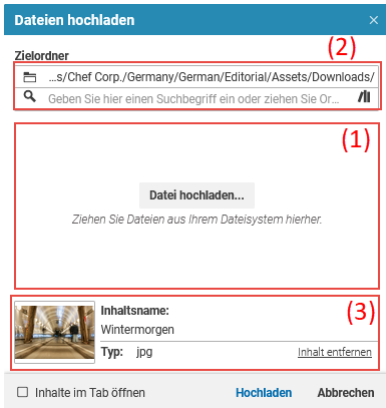 Dateien hochladen
Zielordner
(2)
...s/Chef Corp./Germany/German/Editorial/Assets/Downloads/
Geben Sie hier einen Suchbegriff ein oder ziehen Sie Or...
(1)
Datei hochladen...
Ziehen Sie Dateien aus Ihrem Dateisystem hierher.
Inhaltsname:
(3)
Wintermorgen
Typ: jpg Inhalt entfernen
Inhalte im Tab öffnen Hochladen Abbrechen